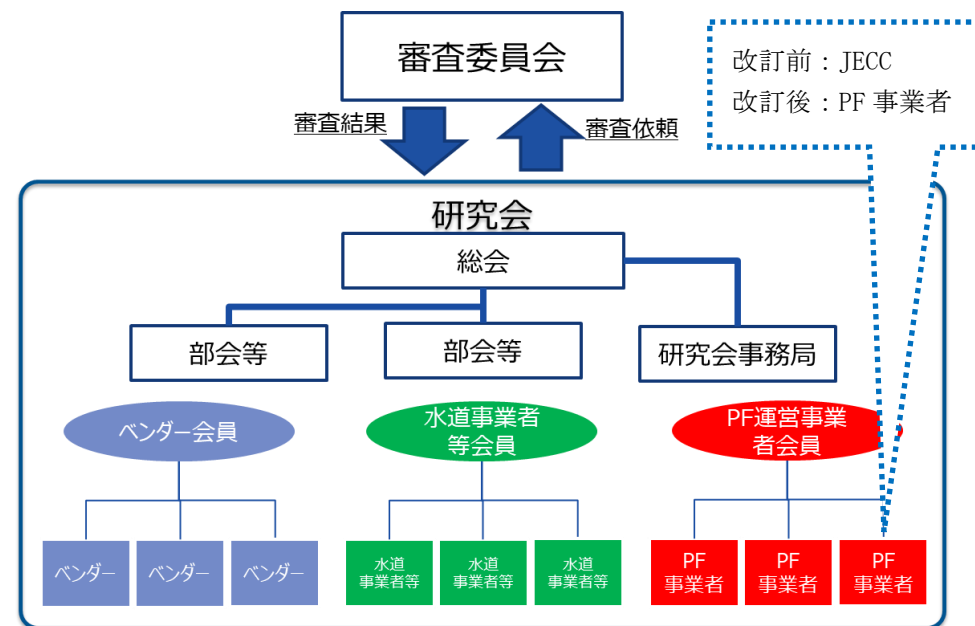 審査委員会
改訂前：JECC
改訂後：PF 事業者
審査結果
審査依頼
研究会
総会
部会等
部会等
研究会事務局
ベンダー会員
水道事業者
等会員
PF運営事業
者会員
ベンダー
ベンダー
ベンダー
水道
事業者等
水道
事業者等
水道
事業者等
PF
事業者
PF
事業者
PF
事業者